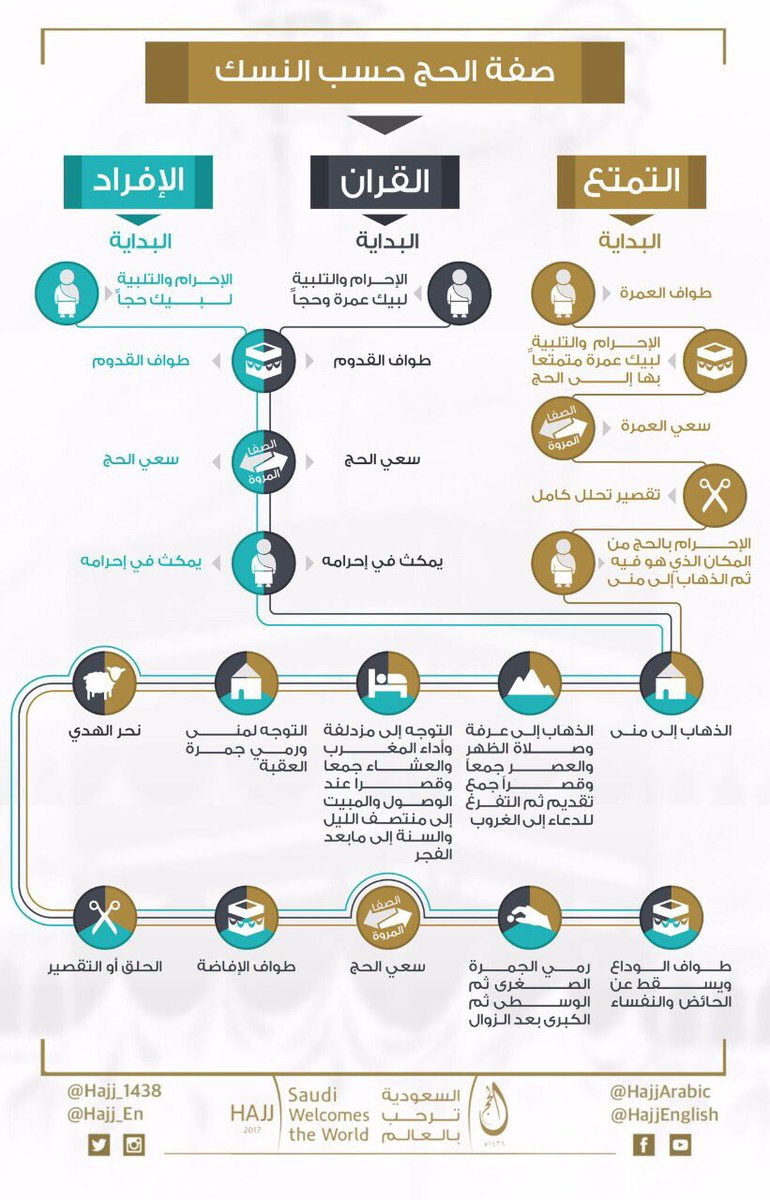 صفة الحج حسب النسك
التمتع
البداية
طواف العمرة
الإحرام والتلبية
لبيك عمرة متمتعاً
بها إلى الحج
سعي العمرة
الصفا
المروة
تقصير تحلل كامل
الإحرام بالحج من
المكان الذي هو فيه
ثم الذهاب إلى منى
القران
البداية
الإحرام والتلبية
لبيك عمرة وحجاً
طواف القدوم
سعي الحج
يمكث في إحرامه
الإفراد
البداية
الإحرام والتلبية
لبيك حجاً
طواف القدوم
الصفا
المروة
سعي الحج
يمكث في إحرامه
الذهاب إلى منى
الذهاب إلى عرفة
وصلاة الظهر
والعصر جمعاً
وقصراً جمع
تقديم ثم التفرغ
للدعاء إلى الغروب
التوجه إلى مزدلفة
وأداء المغرب
والعشاء جمعا
وقصرا عند
الوصول والمبيت
إلى منتصف الليل
والسنة إلى مابعد
الفجر
التوجه لمنى
ورمي جمرة
العقبة
نحر الهدي
الحلق أو التقصير
طواف الإفاضة
الصفا
المروة
سعي الحج
رمي الجمرة
الصغرى ثم
الوسطى ثم
الكبرى بعد الزوال
طواف الوداع
ويسقط عن
الحائض والنفساء
@Hajj_1438
@Hajj_En
HAJJ
2017
Saudi
Welcomes
the World
السعودية
ترحب
بالعالم
الحج
١٤٣٨هـ
@HajjArabic
@HajjEnglish